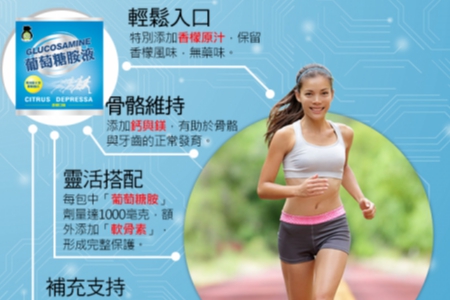 輕鬆入口
特別添加香檬原汁，保留
香檬風味，無藥味。
GLUCOSAMINE
葡萄糖胺液
CITRUS DEPRESSA
骨骼維持
添加鈣與鎂，有助於骨骼
與牙齒的正常發育。
靈活搭配
每包中「葡萄糖胺」
劑量達1000毫克，額
外添加「軟骨素」，
形成完整保護。
補充支持